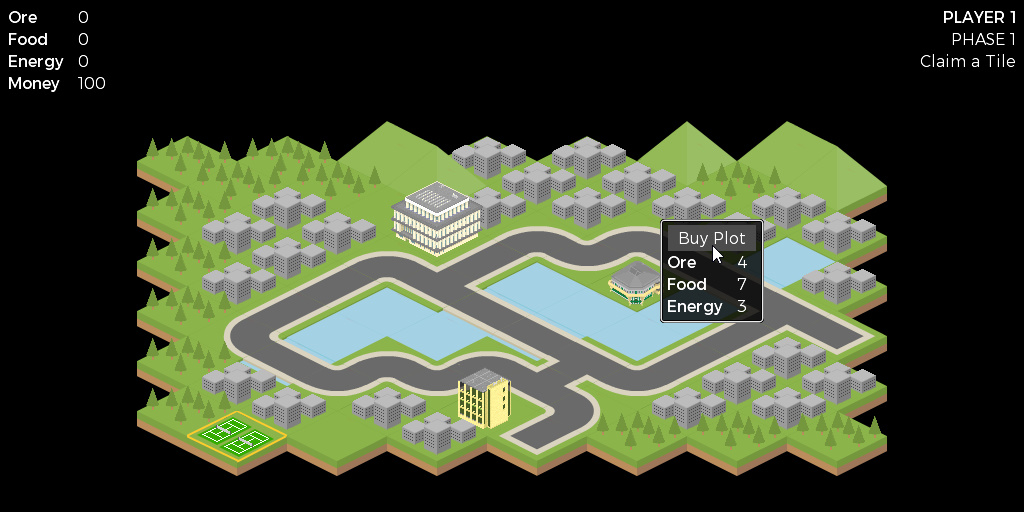 Ore 0
Food 0
Energy 0
Money 100
PLAYER 1
PHASE 1
Claim a Tile
Buy Plot
Ore 4
Food 7
Energy 3